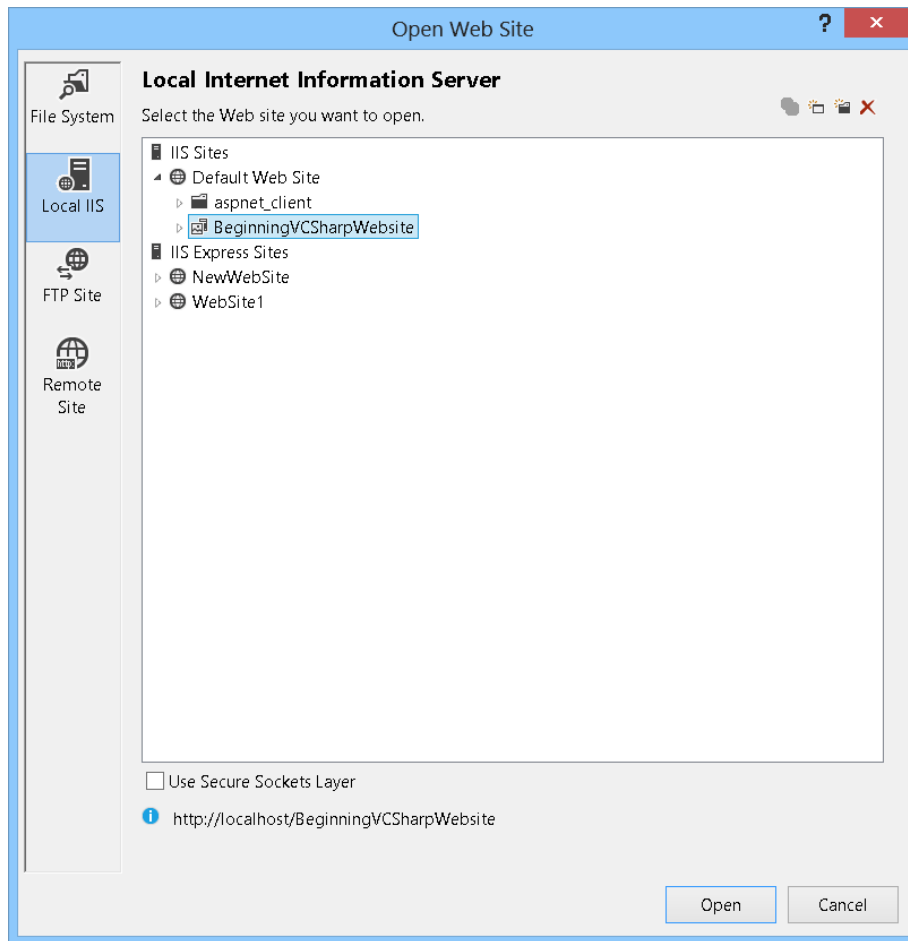 Open Web Site
?
File System
Local IIS
FTP Site
Remote
Site
Local Internet Information Server
Select the Web site you want to open.
IIS Sites
Default Web Site
aspnet_client
BeginningVCSharpWebsite
IIS Express Sites
NewWebSite
WebSite1
Use Secure Sockets Layer
http://localhost/BeginningVCSharpWebsite
Open
Cancel